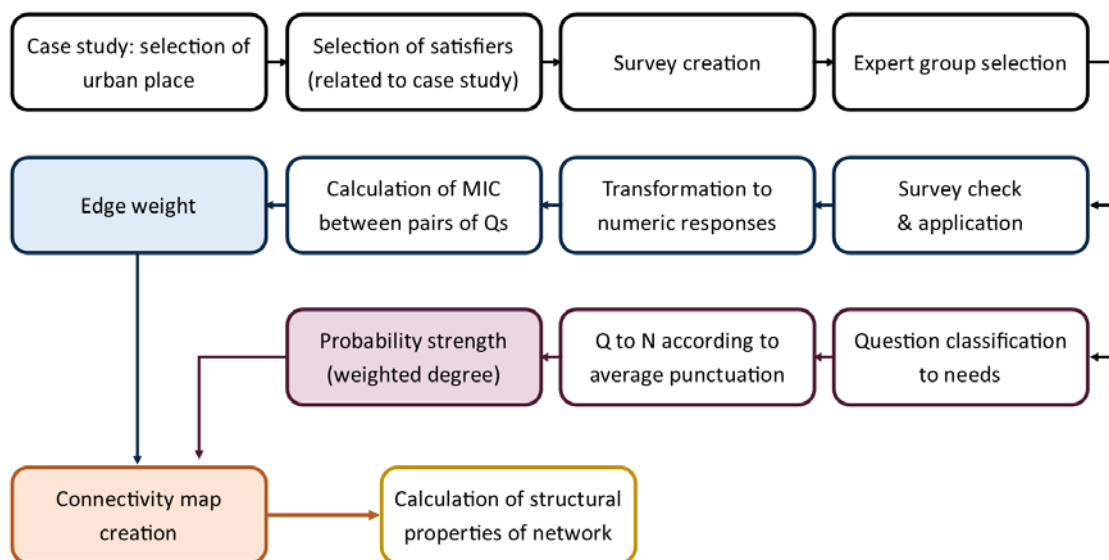 Case study: selection of
urban place
Selection of satisfiers
(related to case study)
Survey creation
Expert group selection
Edge weight
Calculation of MIC
between pairs of Qs
Transformation to
numeric responses
Survey check
& application
Probability strength
(weighted degree)
Q to N according to
average punctuation
Question classification
to needs
Connectivity map
creation
Calculation of structural
properties of network